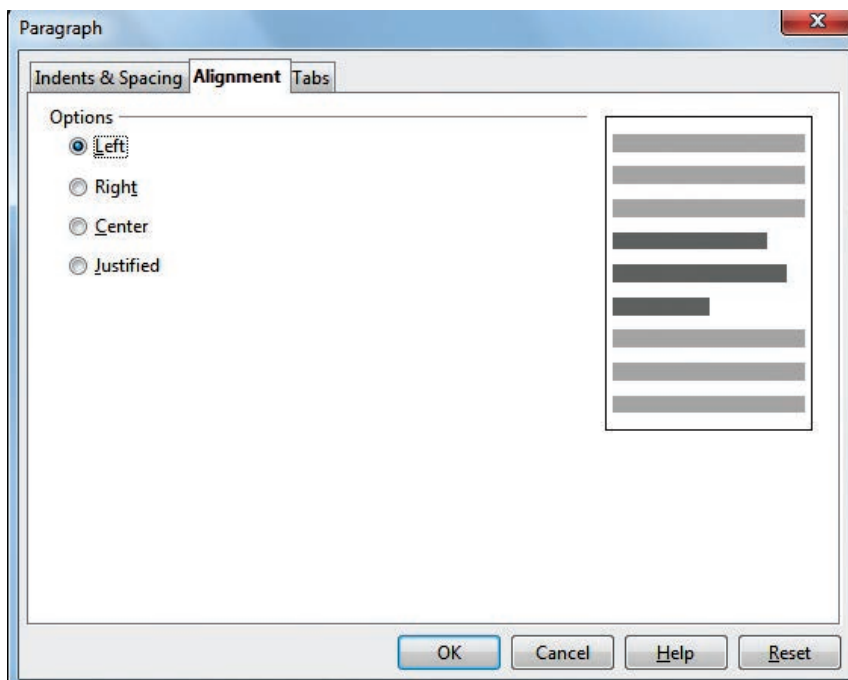 Paragraph
Indents & Spacing Alignment Tabs
Options
Left
Right
Center
Justified
OK Cancel Help Reset